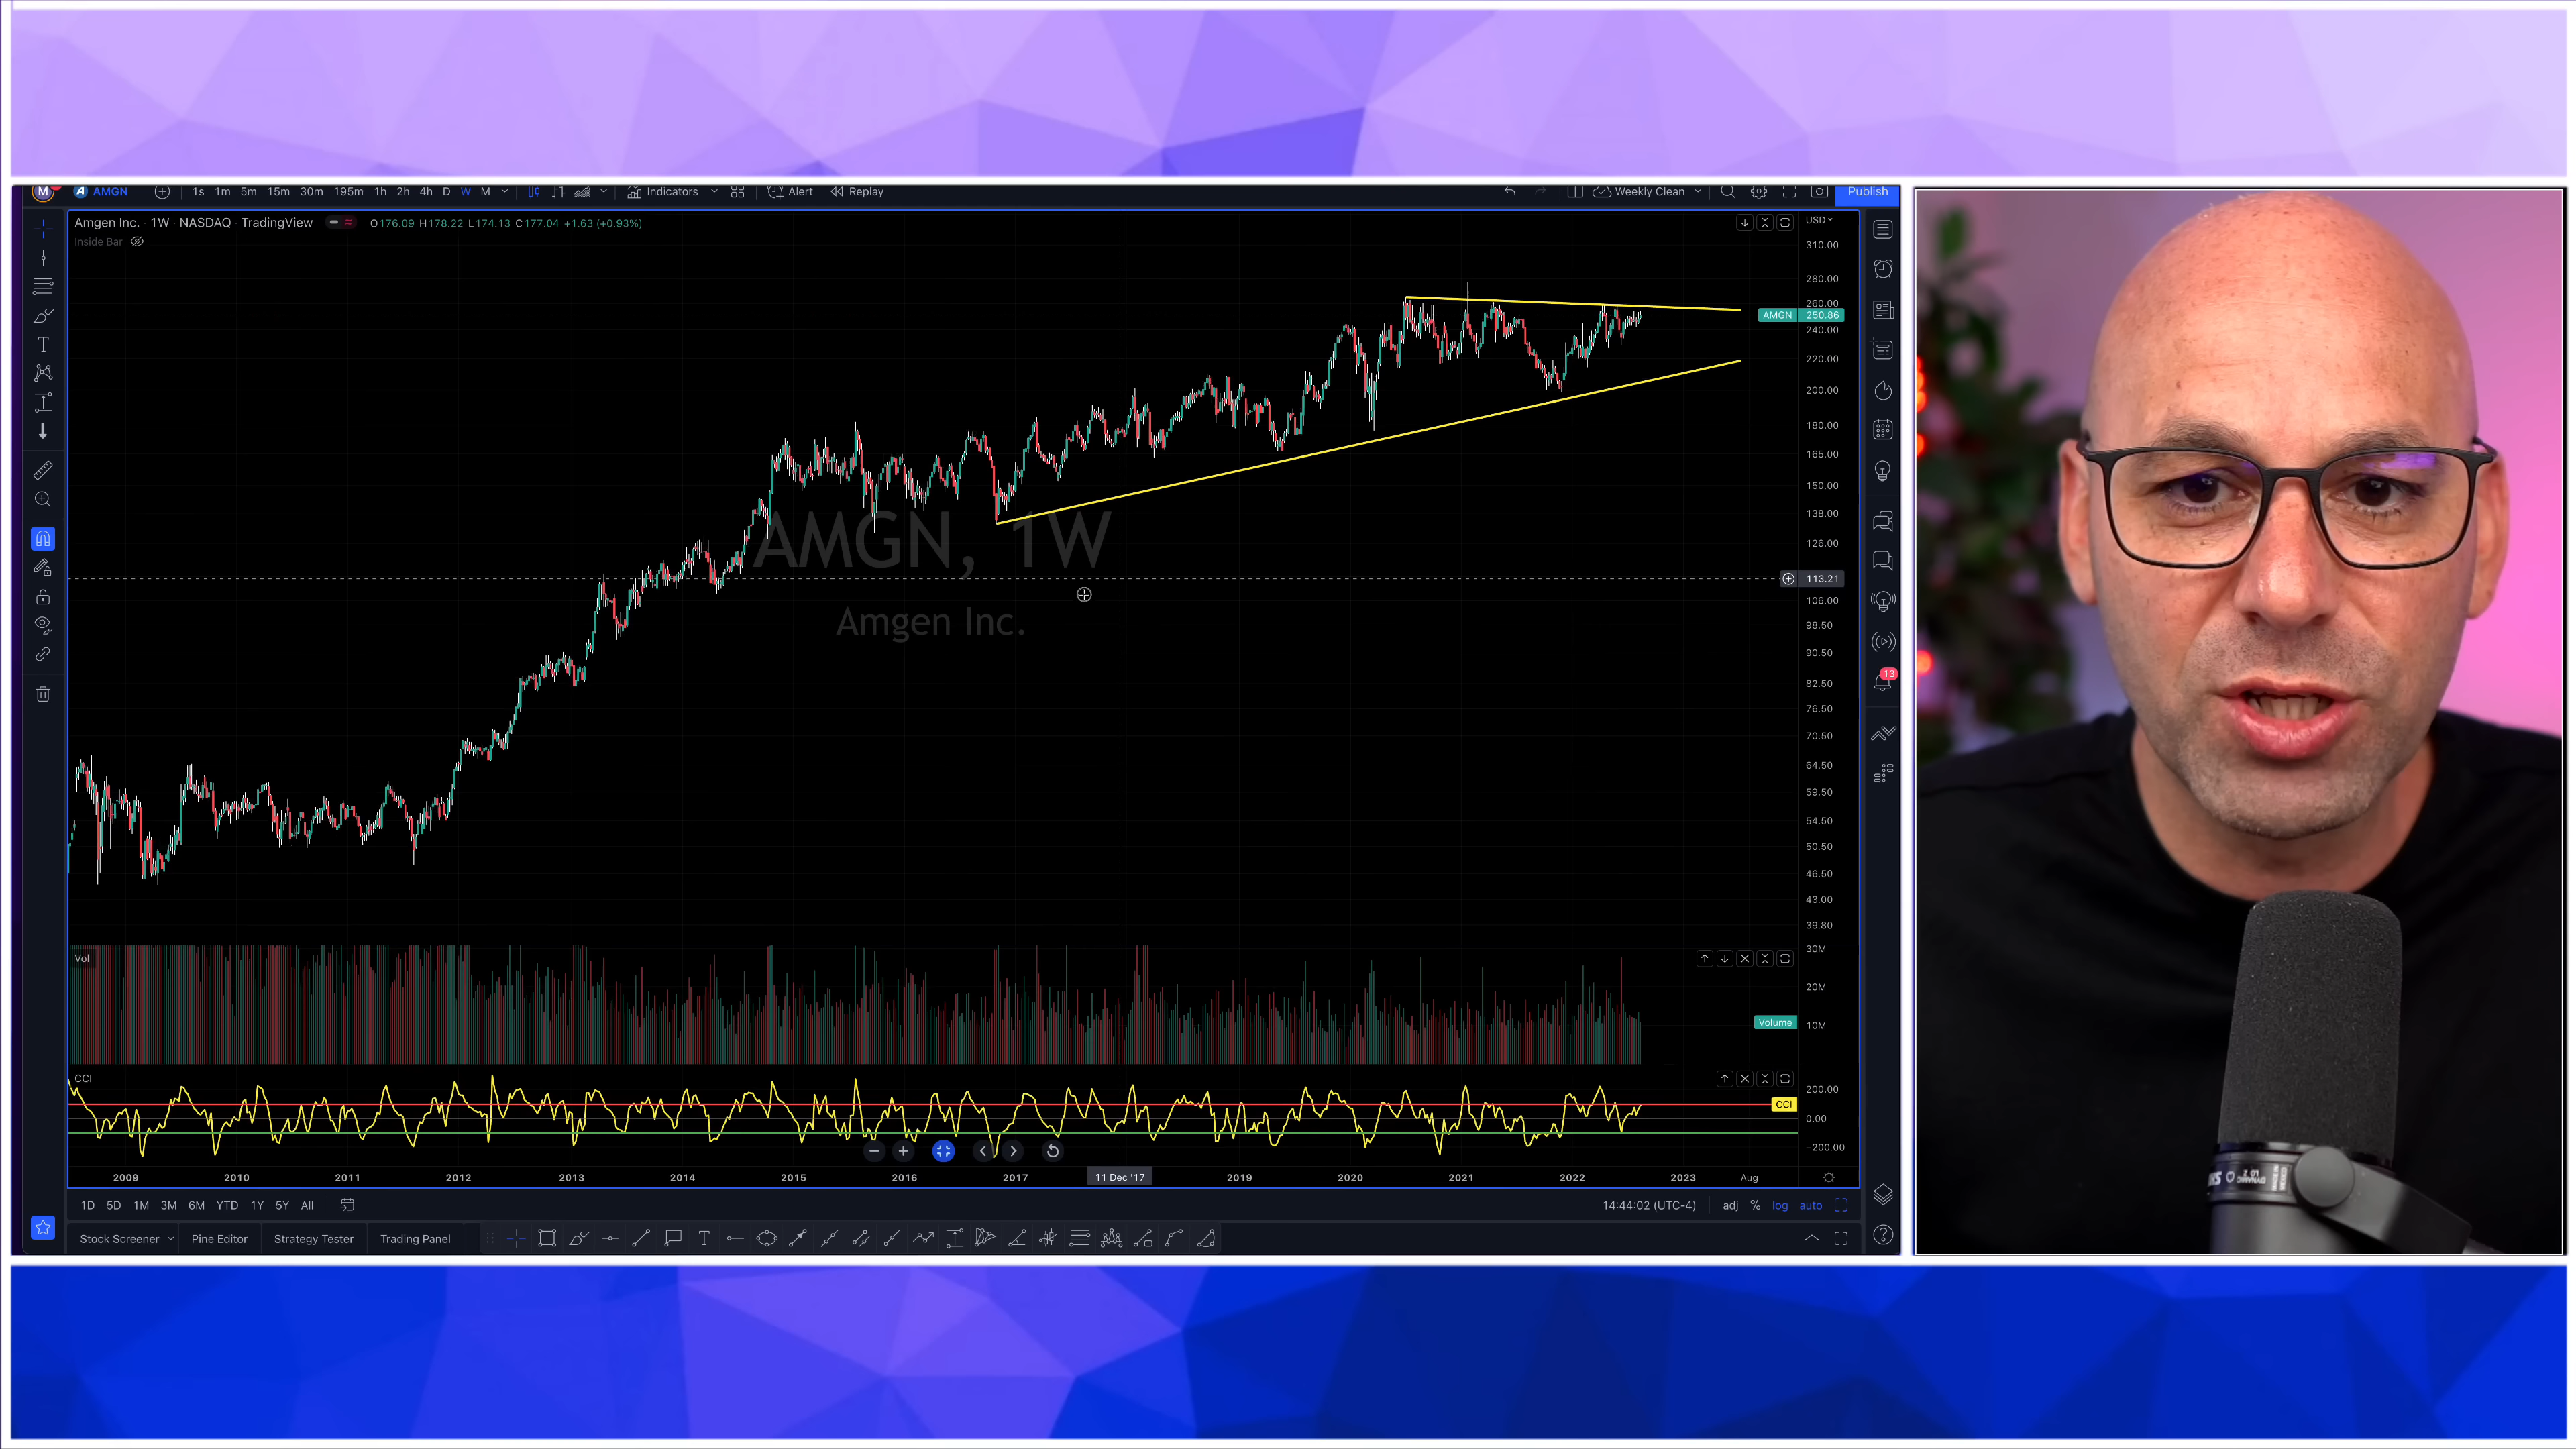 M AMGN 1s 1m 5m 15m 30m 195m 1h 2h 4h D W M Indicators Alert Replay Weekly Clean Publish
Amgen Inc. · 1W · NASDAQ · TradingView O176.09 H178.22 L174.13 C177.04 +1.63 (+0.93%)
USD
Inside Bar
310.00
280.00
260.00
AMGN 250.86
240.00
220.00
200.00
180.00
165.00
150.00
138.00
126.00
AMGN, 1W
113.21
106.00
Amgen Inc.
98.50
90.50
13
82.50
76.50
70.50
64.50
59.50
54.50
50.50
46.50
43.00
39.80
30M
Vol
20M
Volume
10M
CCI
200.00
CCI
0.00
−200.00
2009 2010 2011 2012 2013 2014 2015 2016 2017 11 Dec '17 2019 2020 2021 2022 2023 Aug
1D 5D 1M 3M 6M YTD 1Y 5Y All 14:44:02 (UTC-4) adj % log auto
Stock Screener Pine Editor Strategy Tester Trading Panel